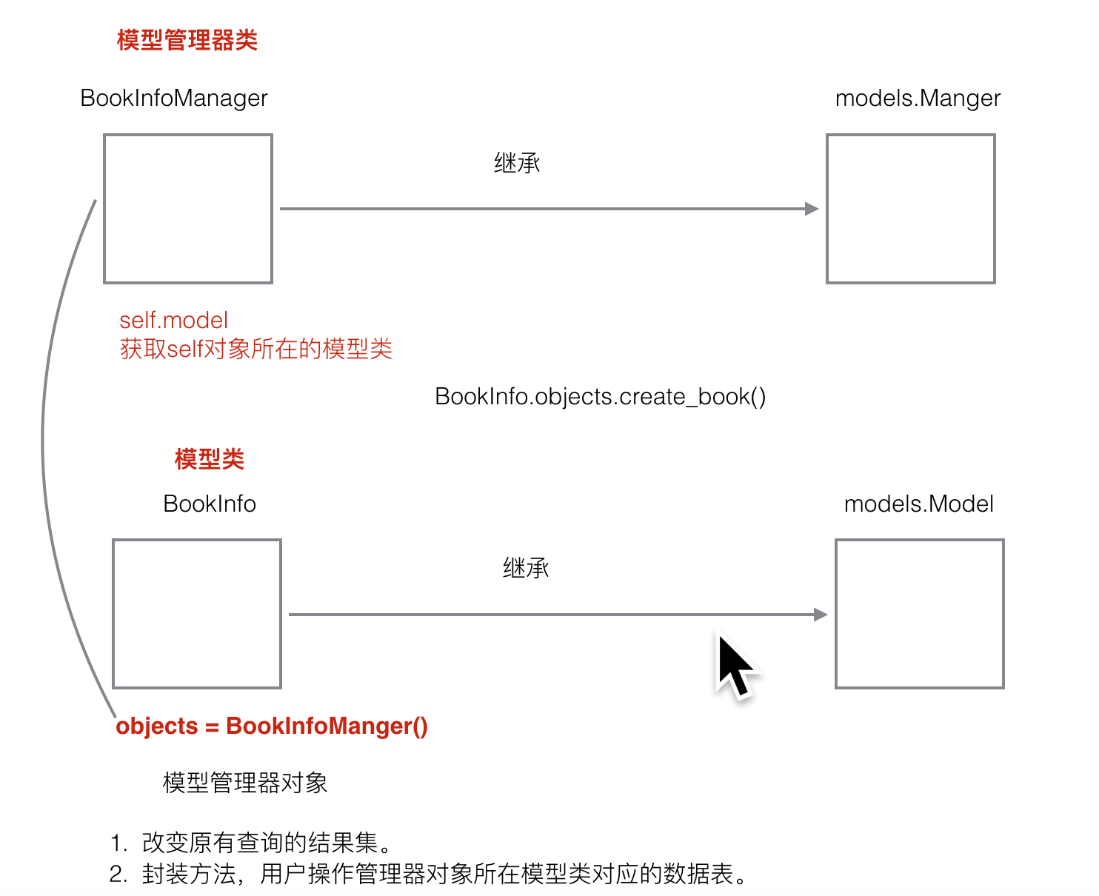 模型管理器类
BookInfoManager
models.Manger
继承
self.model
获取self对象所在的模型类
BookInfo.objects.create_book()
模型类
BookInfo
models.Model
继承
objects = BookInfoManger()
模型管理器对象
1. 改变原有查询的结果集。
2. 封装方法，用户操作管理器对象所在模型类对应的数据表。